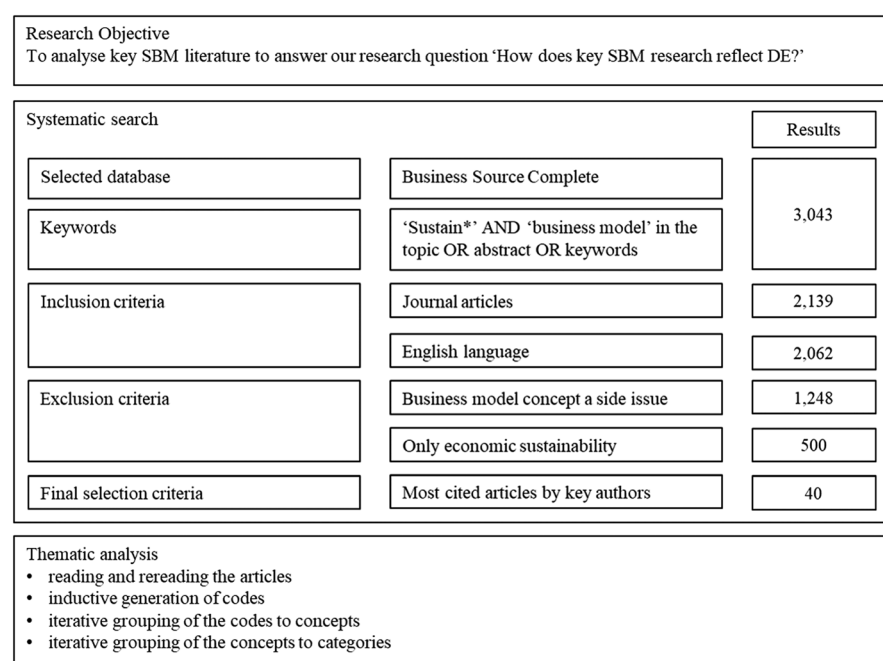 Research Objective
To analyse key SBM literature to answer our research question ‘How does key SBM research reflect DE?’
Systematic search
Results
Selected database
Business Source Complete
3,043
Keywords
‘Sustain*’ AND ‘business model’ in the
topic OR abstract OR keywords
Inclusion criteria
Journal articles
2,139
English language
2,062
Exclusion criteria
Business model concept a side issue
1,248
Only economic sustainability
500
Final selection criteria
Most cited articles by key authors
40
Thematic analysis
• reading and rereading the articles
• inductive generation of codes
• iterative grouping of the codes to concepts
• iterative grouping of the concepts to categories